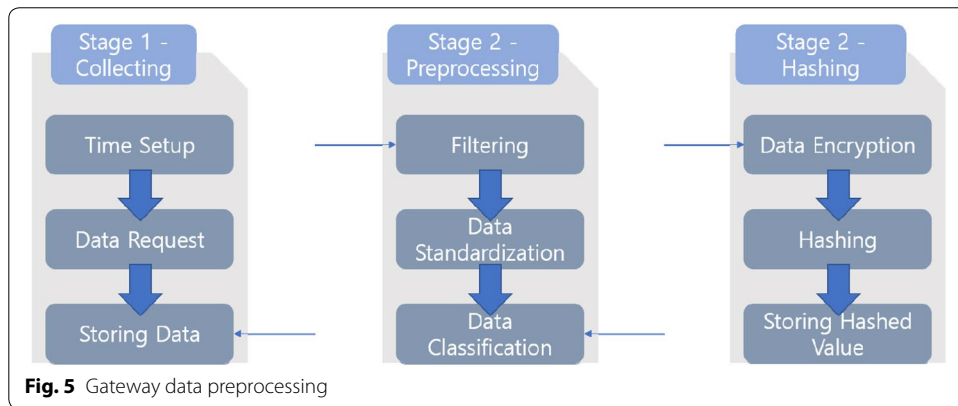 Stage 1 -
Collecting
Time Setup
Data Request
Storing Data
Stage 2 -
Preprocessing
Filtering
Data
Standardization
Data
Classification
Stage 2 -
Hashing
Data Encryption
Hashing
Storing Hashed
Value
Fig. 5 Gateway data preprocessing